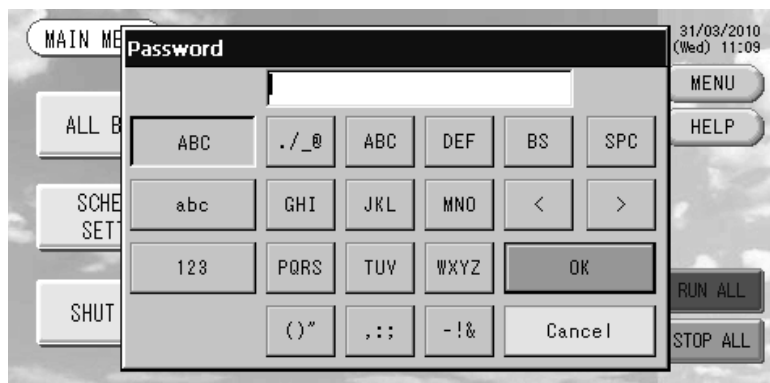 MAIN ME
31/03/2010
(Wed) 11:09
Password
MENU
ALL B
HELP
ABC
./_@
ABC
DEF
BS
SPC
SCHE
SETT
abc
GHI
JKL
MNO
<
>
123
PQRS
TUV
WXYZ
OK
RUN ALL
SHUT
()"
,:;
-!&
Cancel
STOP ALL